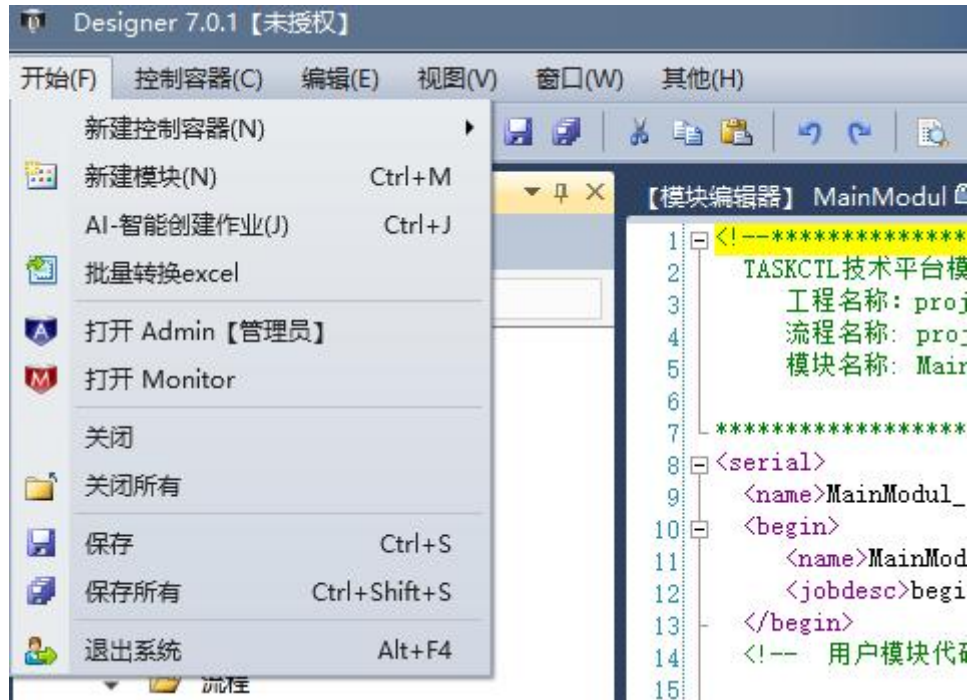 Designer 7.0.1【未授权】
开始(F) 控制容器(C) 编辑(E) 视图(V) 窗口(W) 其他(H)
新建控制容器(N)
新建模块(N) Ctrl+M
AI-智能创建作业(J) Ctrl+J
批量转换excel
打开 Admin【管理员】
打开 Monitor
关闭
关闭所有
保存 Ctrl+S
保存所有 Ctrl+Shift+S
退出系统 Alt+F4
流程
【模块编辑器】 MainModul
1 <!--******************
2 TASKCTL技术平台模
3 工程名称: proj
4 流程名称: proj
5 模块名称: Main
6
7 *******************
8 <serial>
9 <name>MainModul_
10 <begin>
11 <name>MainMod
12 <jobdesc>begi
13 </begin>
14 <!-- 用户模块代码
15